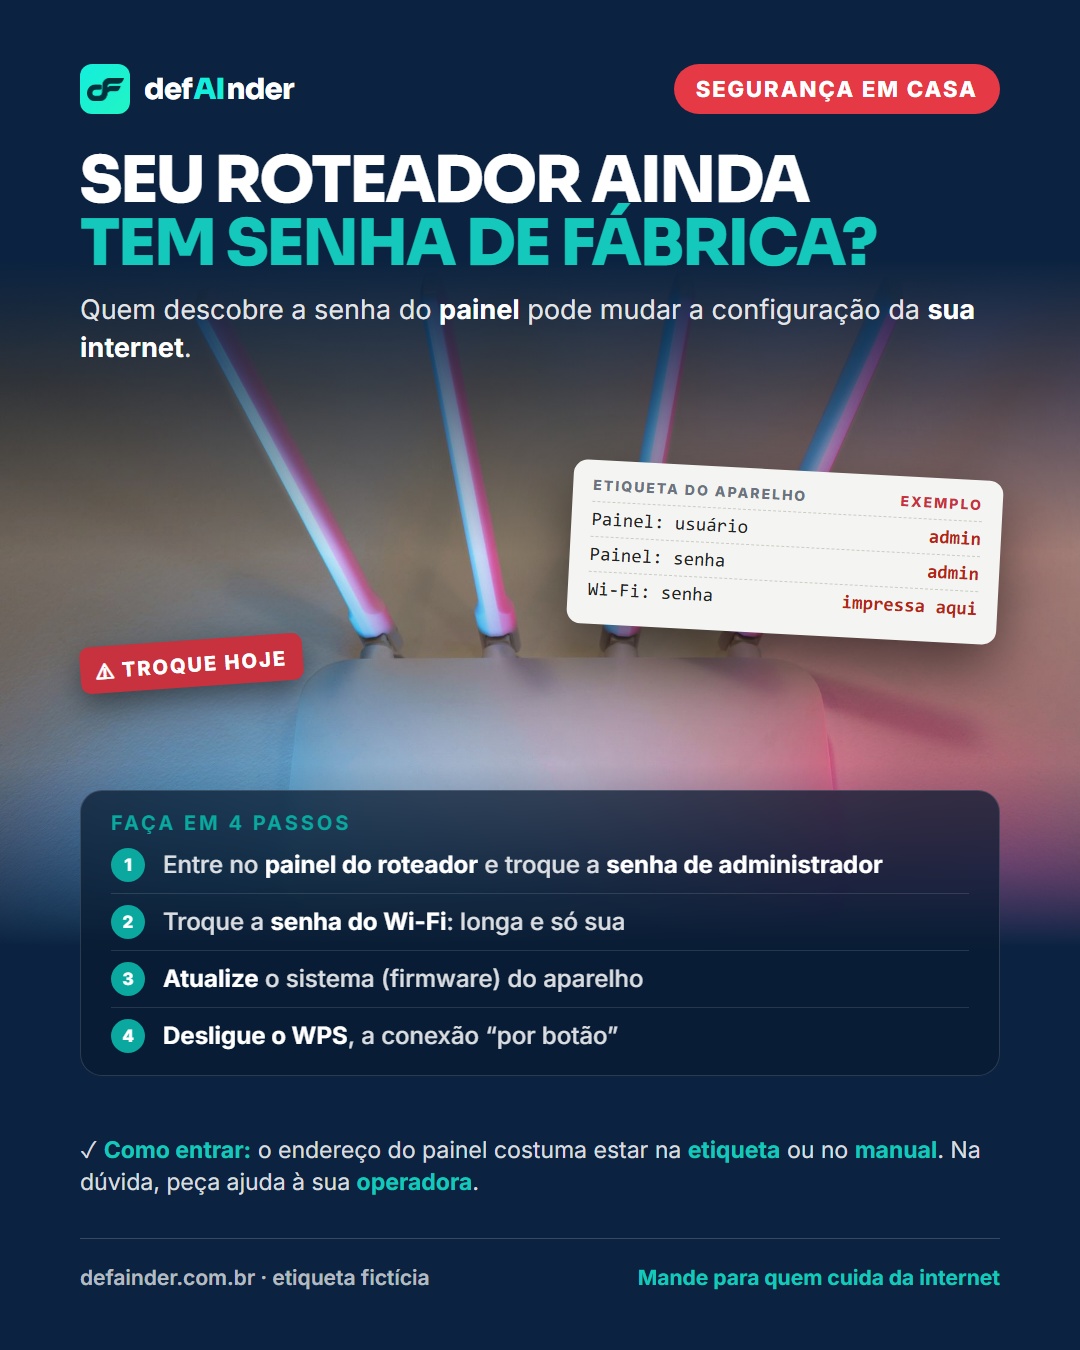 defAInder
SEGURANÇA EM CASA
SEU ROTEADOR AINDA
TEM SENHA DE FÁBRICA?
Quem descobre a senha do painel pode mudar a configuração da sua
internet.
ETIQUETA DO APARELHO EXEMPLO
Painel: usuário admin
Painel: senha admin
Wi-Fi: senha impressa aqui
⚠ TROQUE HOJE
FAÇA EM 4 PASSOS
1 Entre no painel do roteador e troque a senha de administrador
2 Troque a senha do Wi-Fi: longa e só sua
3 Atualize o sistema (firmware) do aparelho
4 Desligue o WPS, a conexão “por botão”
✓ Como entrar: o endereço do painel costuma estar na etiqueta ou no manual. Na
dúvida, peça ajuda à sua operadora.
defainder.com.br · etiqueta fictícia
Mande para quem cuida da internet